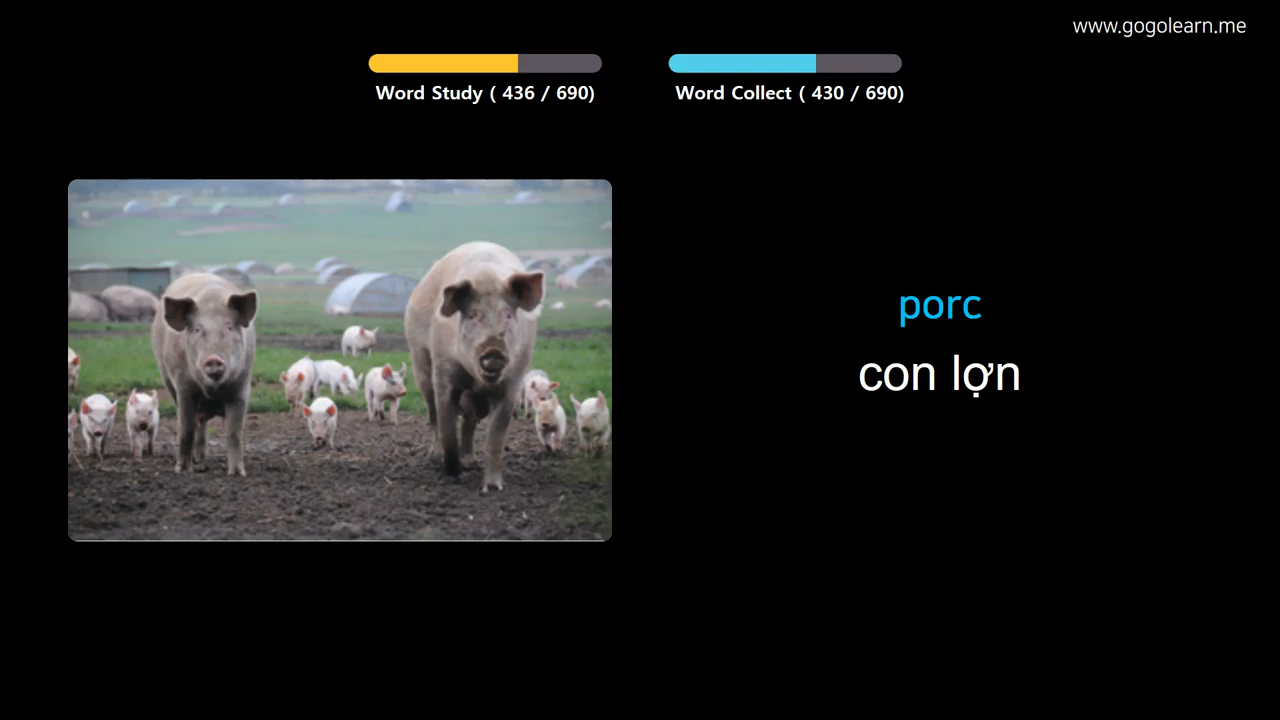 www.gogolearn.me
Word Study ( 436 / 690)
Word Collect ( 430 / 690)
porc
con lợn